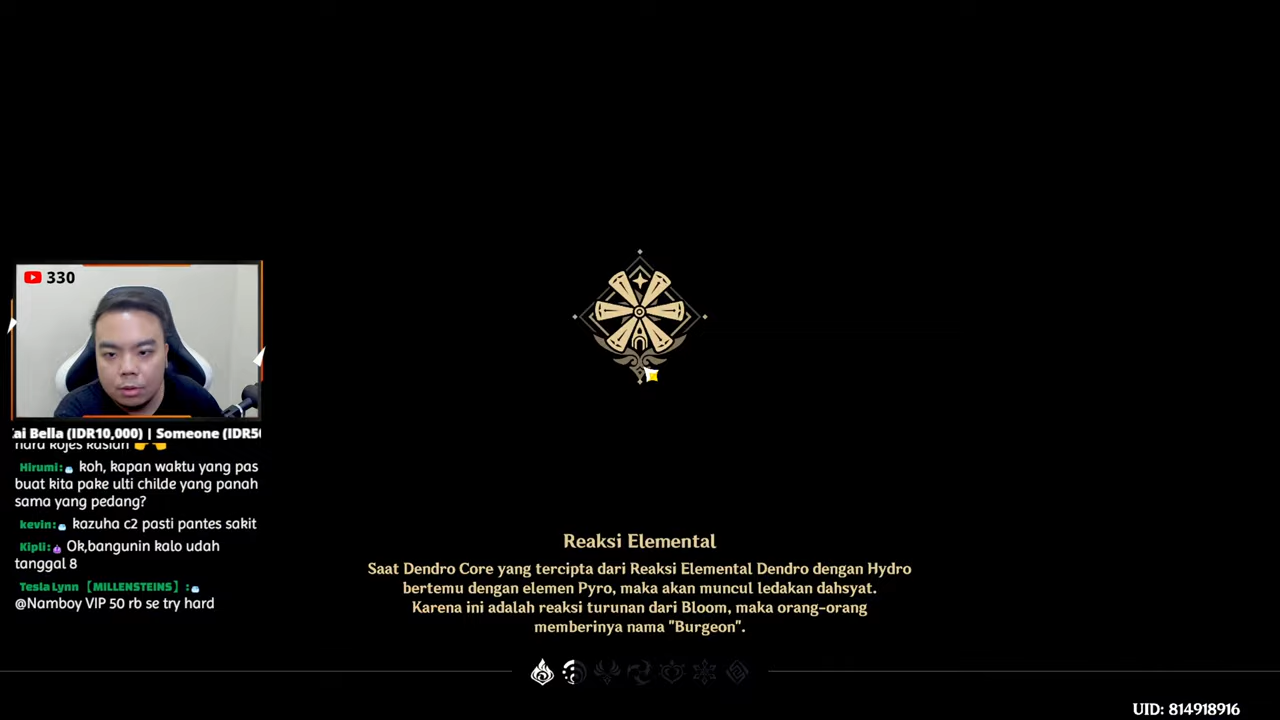 330
ai Bella (IDR10,000) | Someone (IDR50
Hirumi: koh, kapan waktu yang pas
buat kita pake ulti childe yang panah
sama yang pedang?
kevin: kazuha c2 pasti pantes sakit
Kipli: Ok,bangunin kalo udah
tanggal 8
Tesla Lynn【MILLENSTEINS】:
@Namboy VIP 50 rb se try hard
Reaksi Elemental
Saat Dendro Core yang tercipta dari Reaksi Elemental Dendro dengan Hydro
bertemu dengan elemen Pyro, maka akan muncul ledakan dahsyat.
Karena ini adalah reaksi turunan dari Bloom, maka orang-orang
memberinya nama "Burgeon".
UID: 814918916